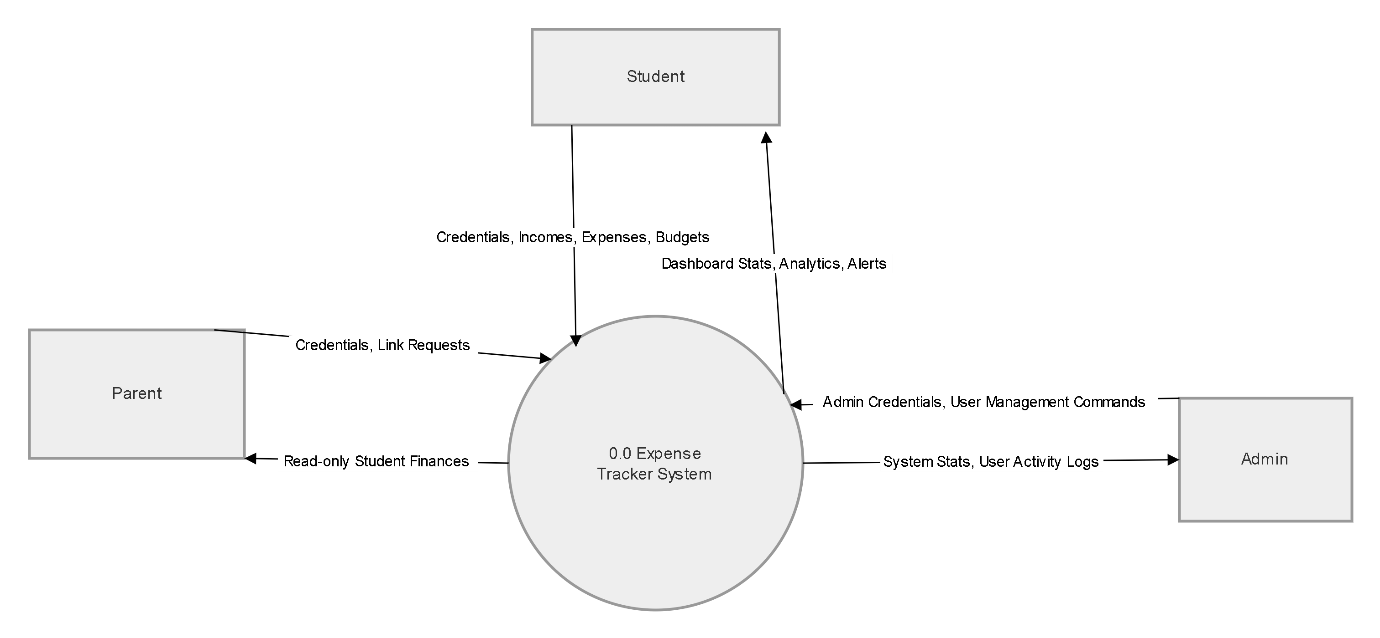 Student
Credentials, Incomes, Expenses, Budgets
Dashboard Stats, Analytics, Alerts
Credentials, Link Requests
Parent
Admin Credentials, User Management Commands
0.0 Expense
Tracker System
Read-only Student Finances
System Stats, User Activity Logs
Admin